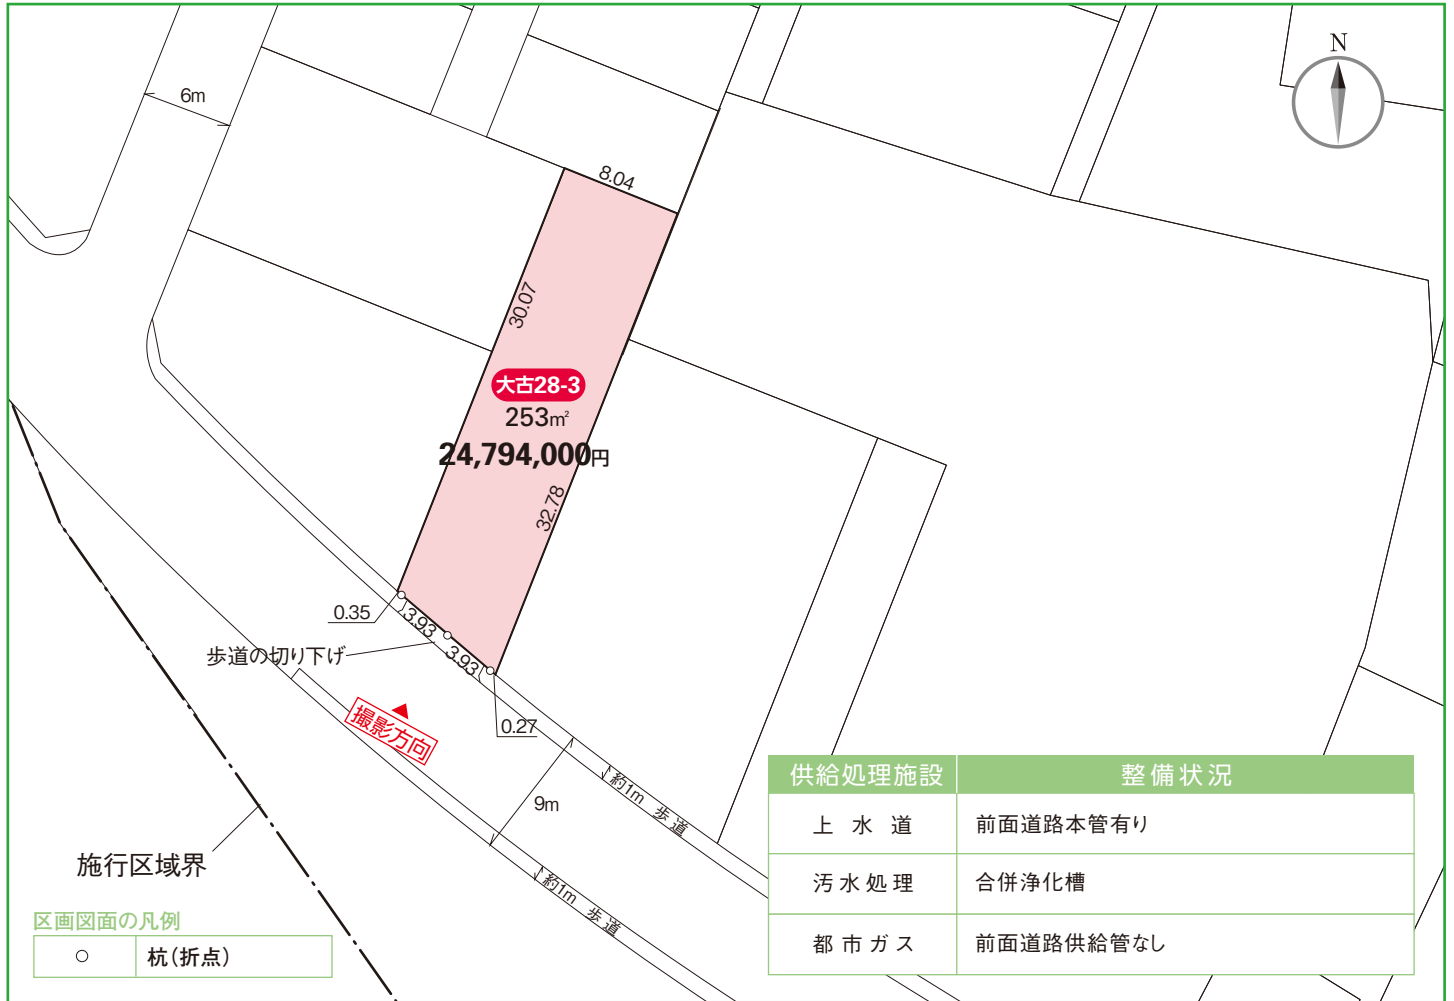 N
6m
8.04
30.07
大古28-3
253m²
24,794,000円
32.78
0.35
3.93
歩道の切り下げ
3.93
撮影方向
0.27
9m
約1m 歩道
約1m 歩道
施行区域界
区画図面の凡例
杭(折点)
供給処理施設 整備状況
上水道 前面道路本管有り
汚水処理 合併浄化槽
都市ガス 前面道路供給管なし